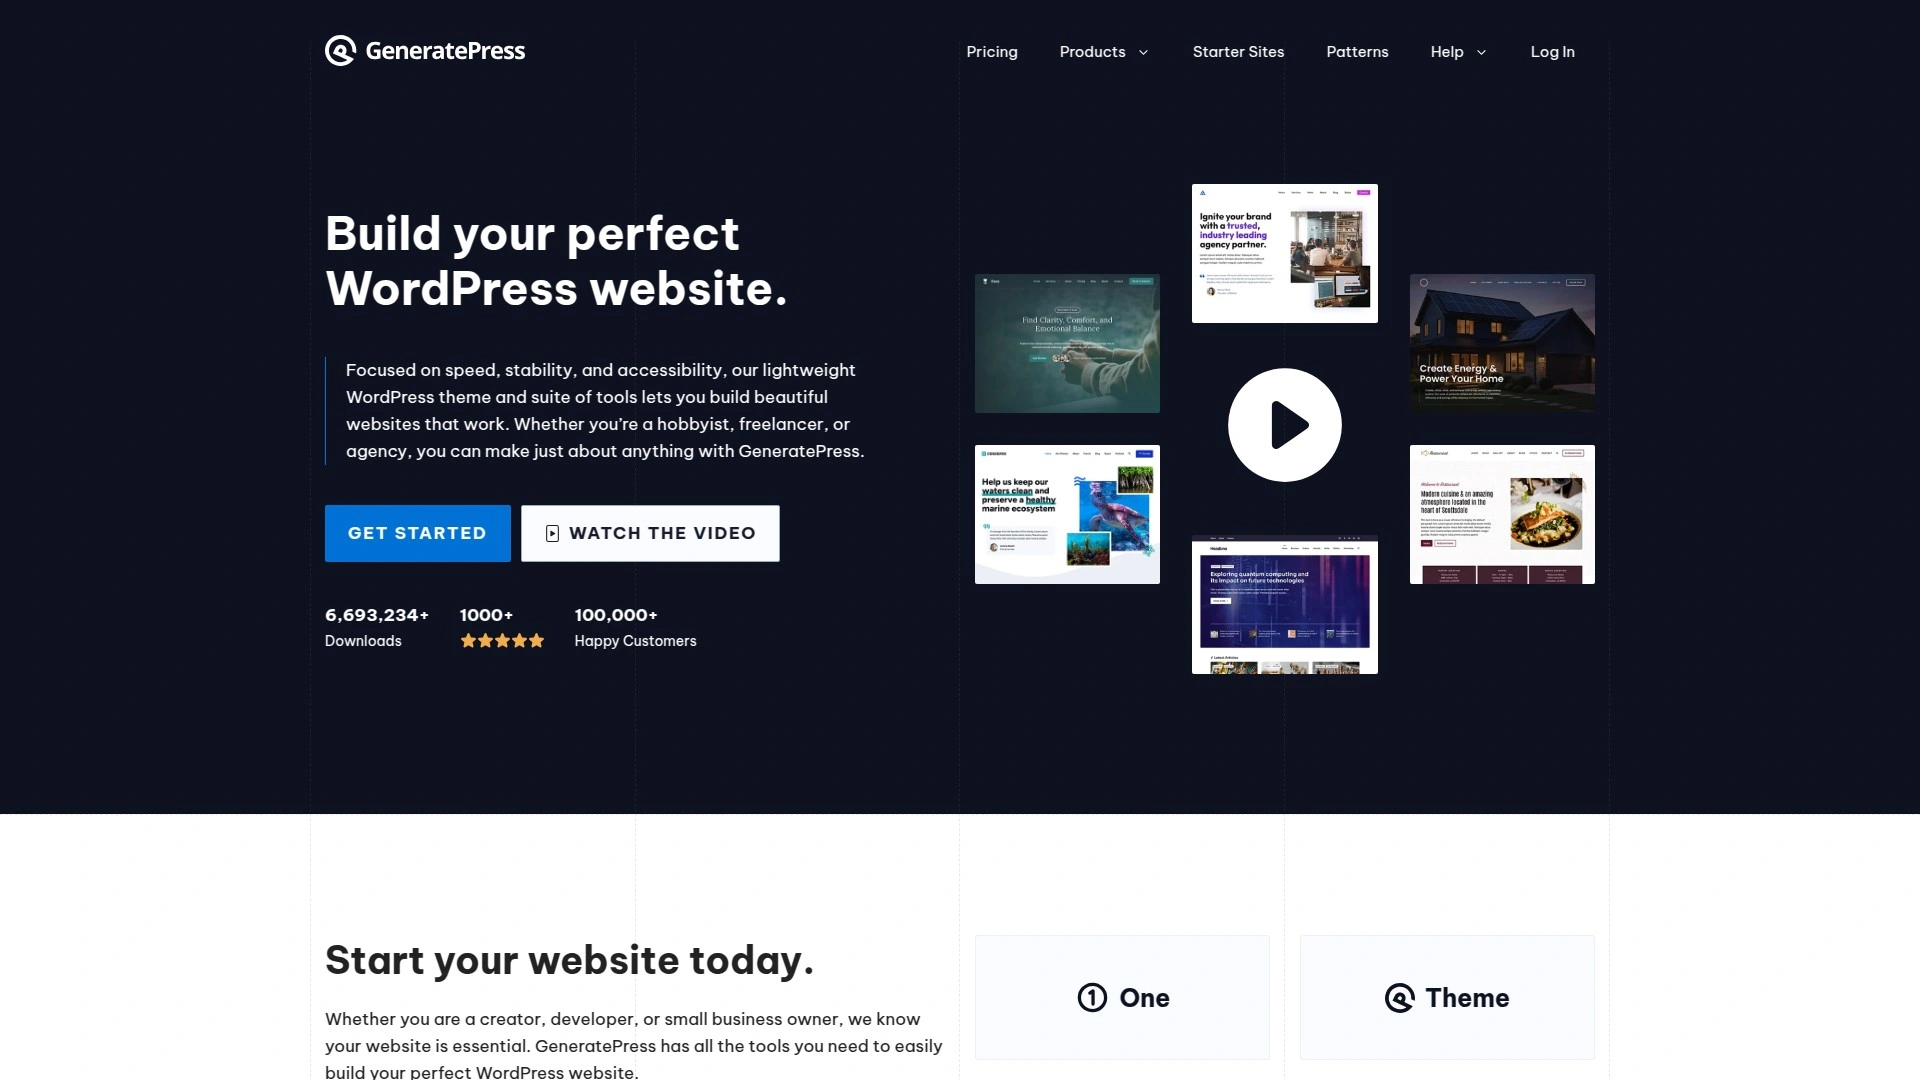 GeneratePress
Pricing
Products
Starter Sites
Patterns
Help
Log In
Build your perfect
WordPress website.
Focused on speed, stability, and accessibility, our lightweight
WordPress theme and suite of tools lets you build beautiful
websites that work. Whether you’re a hobbyist, freelancer, or
agency, you can make just about anything with GeneratePress.
GET STARTED
WATCH THE VIDEO
6,693,234+
Downloads
1000+
100,000+
Happy Customers
Ignite your brand
with a trusted,
industry leading
agency partner.
Find Clarity, Comfort, and
Emotional Balance
Create Energy &
Power Your Home
Help us keep our
waters clean and
preserve a healthy
marine ecosystem
Modern cuisine & an amazing
atmosphere located in the
heart of Scottsdale
Exploring quantum computing and
its impact on future technologies
Latest Articles
Start your website today.
Whether you are a creator, developer, or small business owner, we know
your website is essential. GeneratePress has all the tools you need to easily
build your perfect WordPress website.
One
Theme